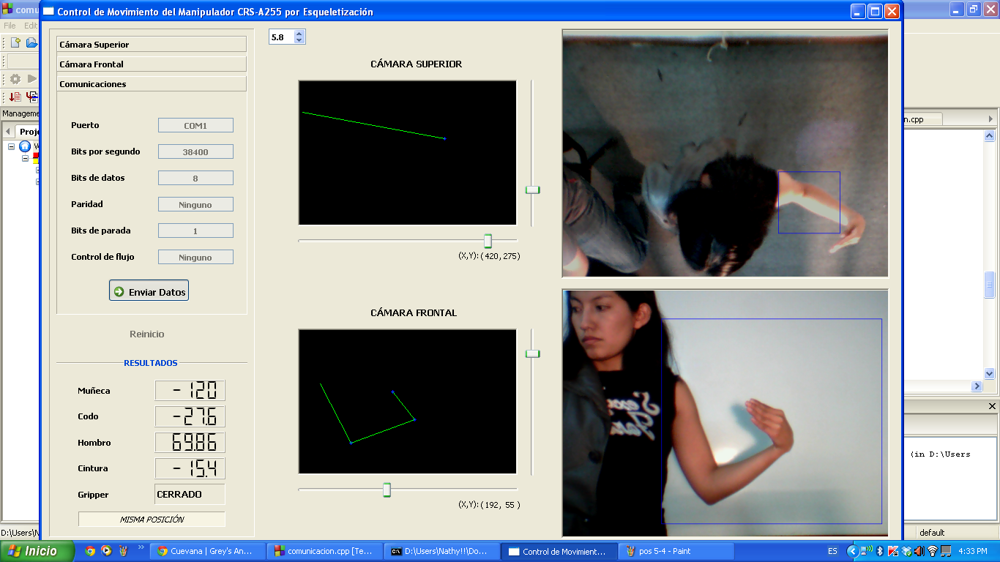 comu
Control de Movimiento del Manipulador CRS-A255 por Esqueletización
File Edit
Cámara Superior
Cámara Frontal
Comunicaciones
Puerto COM1
Bits por segundo 38400
Bits de datos 8
Paridad Ninguno
Bits de parada 1
Control de flujo Ninguno
Enviar Datos
Reinicio
RESULTADOS
Muñeca -120
Codo -27.6
Hombro 69.86
Cintura -15.4
Gripper CERRADO
MISMA POSICIÓN
5.8
CÁMARA SUPERIOR
(X,Y): (420, 275)
CÁMARA FRONTAL
(X,Y): (192, 55 )
Manageme
Proje
n.cpp
(in D:\Users
D:\Users\N
default
Inicio
Cuevana | Grey's An...
comunicacion.cpp [Te...
D:\Users\Nathy!!\Do...
Control de Movimient...
pos 5-4 - Paint
ES
4:33 PM